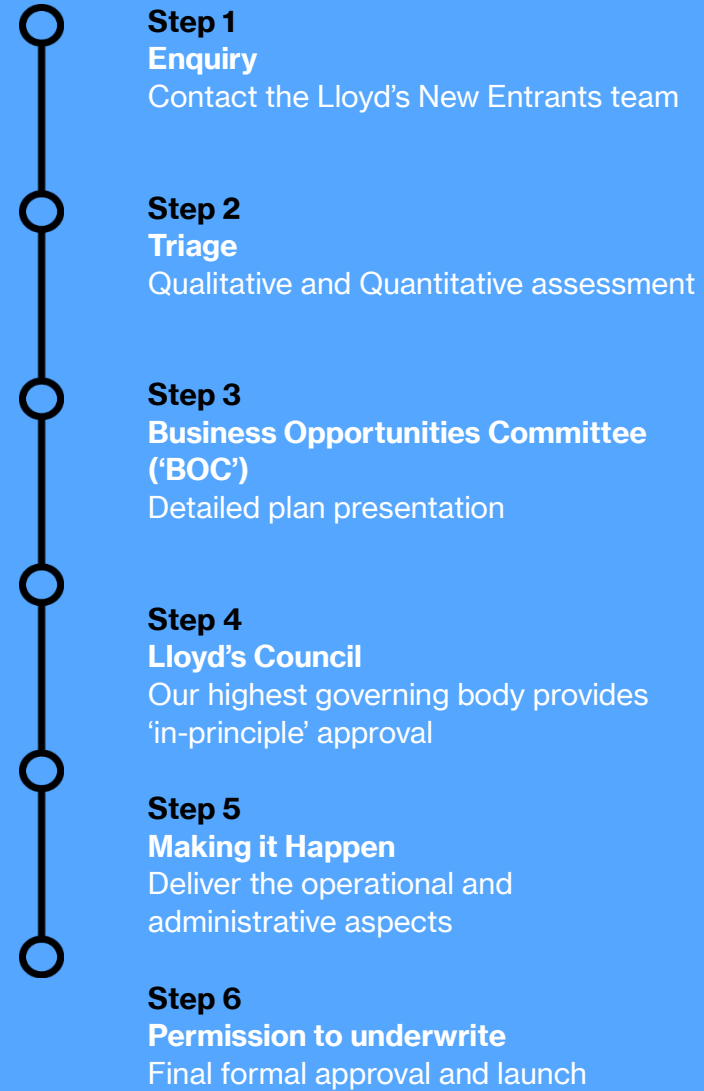 Step 1
Enquiry
Contact the Lloyd’s New Entrants team
Step 2
Triage
Qualitative and Quantitative assessment
Step 3
Business Opportunities Committee
(‘BOC’)
Detailed plan presentation
Step 4
Lloyd’s Council
Our highest governing body provides
‘in-principle’ approval
Step 5
Making it Happen
Deliver the operational and
administrative aspects
Step 6
Permission to underwrite
Final formal approval and launch